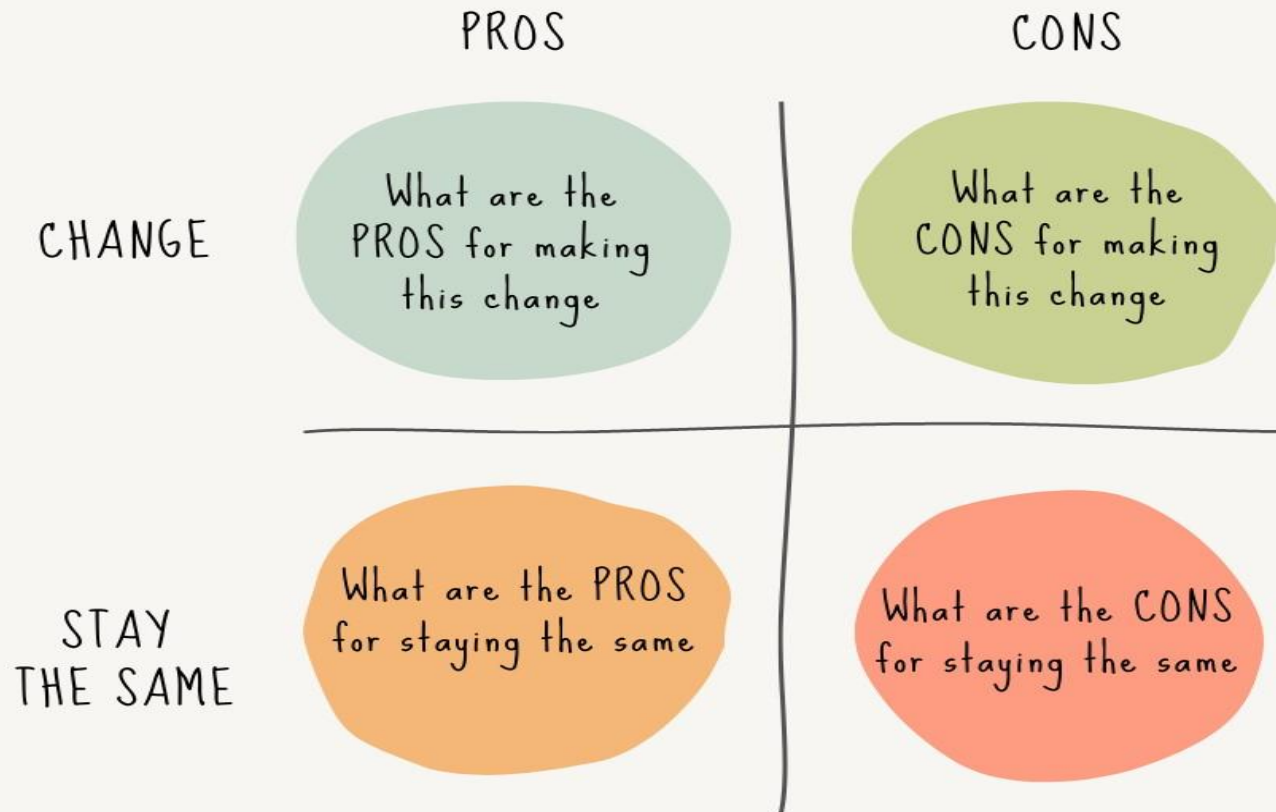 PROS
CONS
CHANGE
What are the
PROS for making
this change
What are the
CONS for making
this change
STAY
THE SAME
What are the PROS
for staying the same
What are the CONS
for staying the same